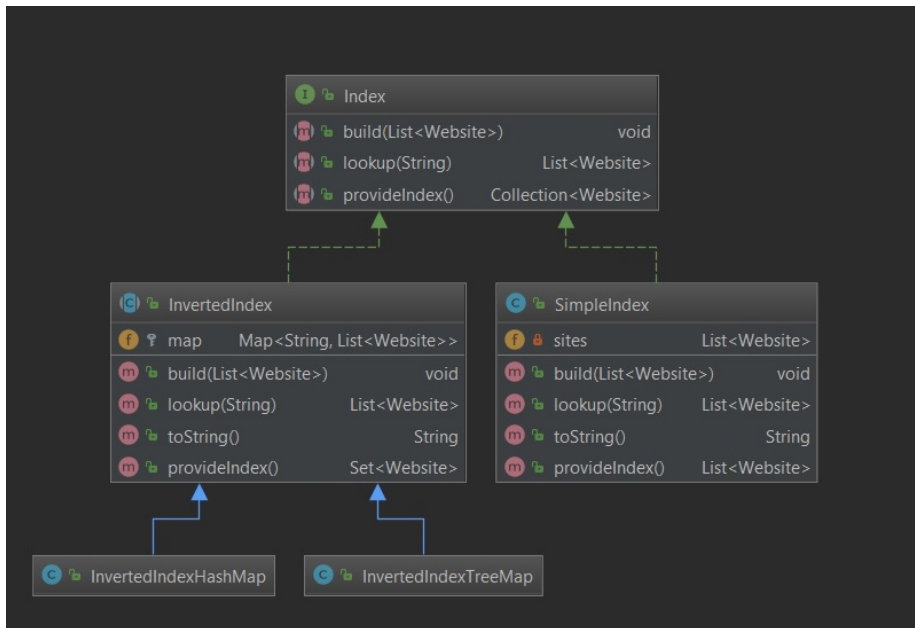 Index
build(List<Website>) void
lookup(String) List<Website>
provideIndex() Collection<Website>
InvertedIndex
map Map<String, List<Website>>
build(List<Website>) void
lookup(String) List<Website>
toString() String
provideIndex() Set<Website>
SimpleIndex
sites List<Website>
build(List<Website>) void
lookup(String) List<Website>
toString() String
provideIndex() List<Website>
InvertedIndexHashMap
InvertedIndexTreeMap